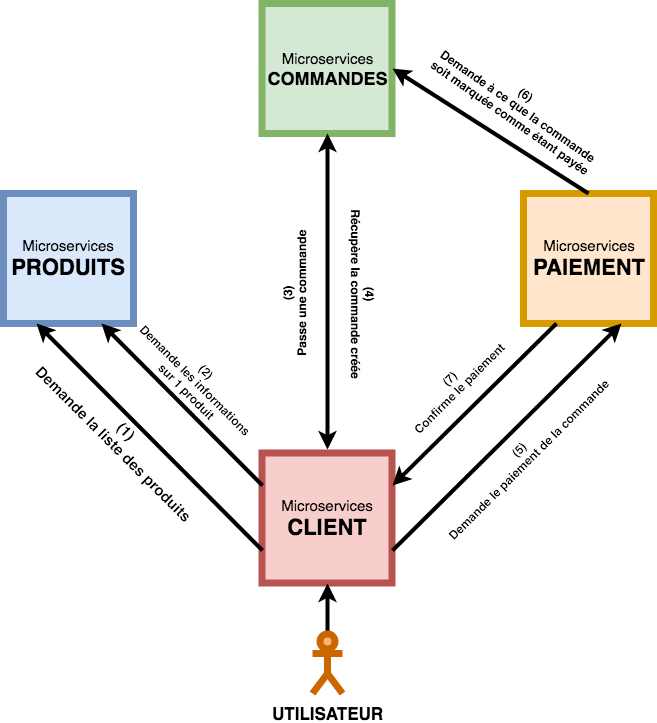 Microservices
COMMANDES
(6)
Demande à ce que la commande
soit marquée comme étant payée
Microservices
PRODUITS
Microservices
PAIEMENT
(3)
Passe une commande
(4)
Récupère la commande créée
(2)
Demande les informations
sur 1 produit
(1)
Demande la liste des produits
(7)
Confirme le paiement
(5)
Demande le paiement de la commande
Microservices
CLIENT
UTILISATEUR